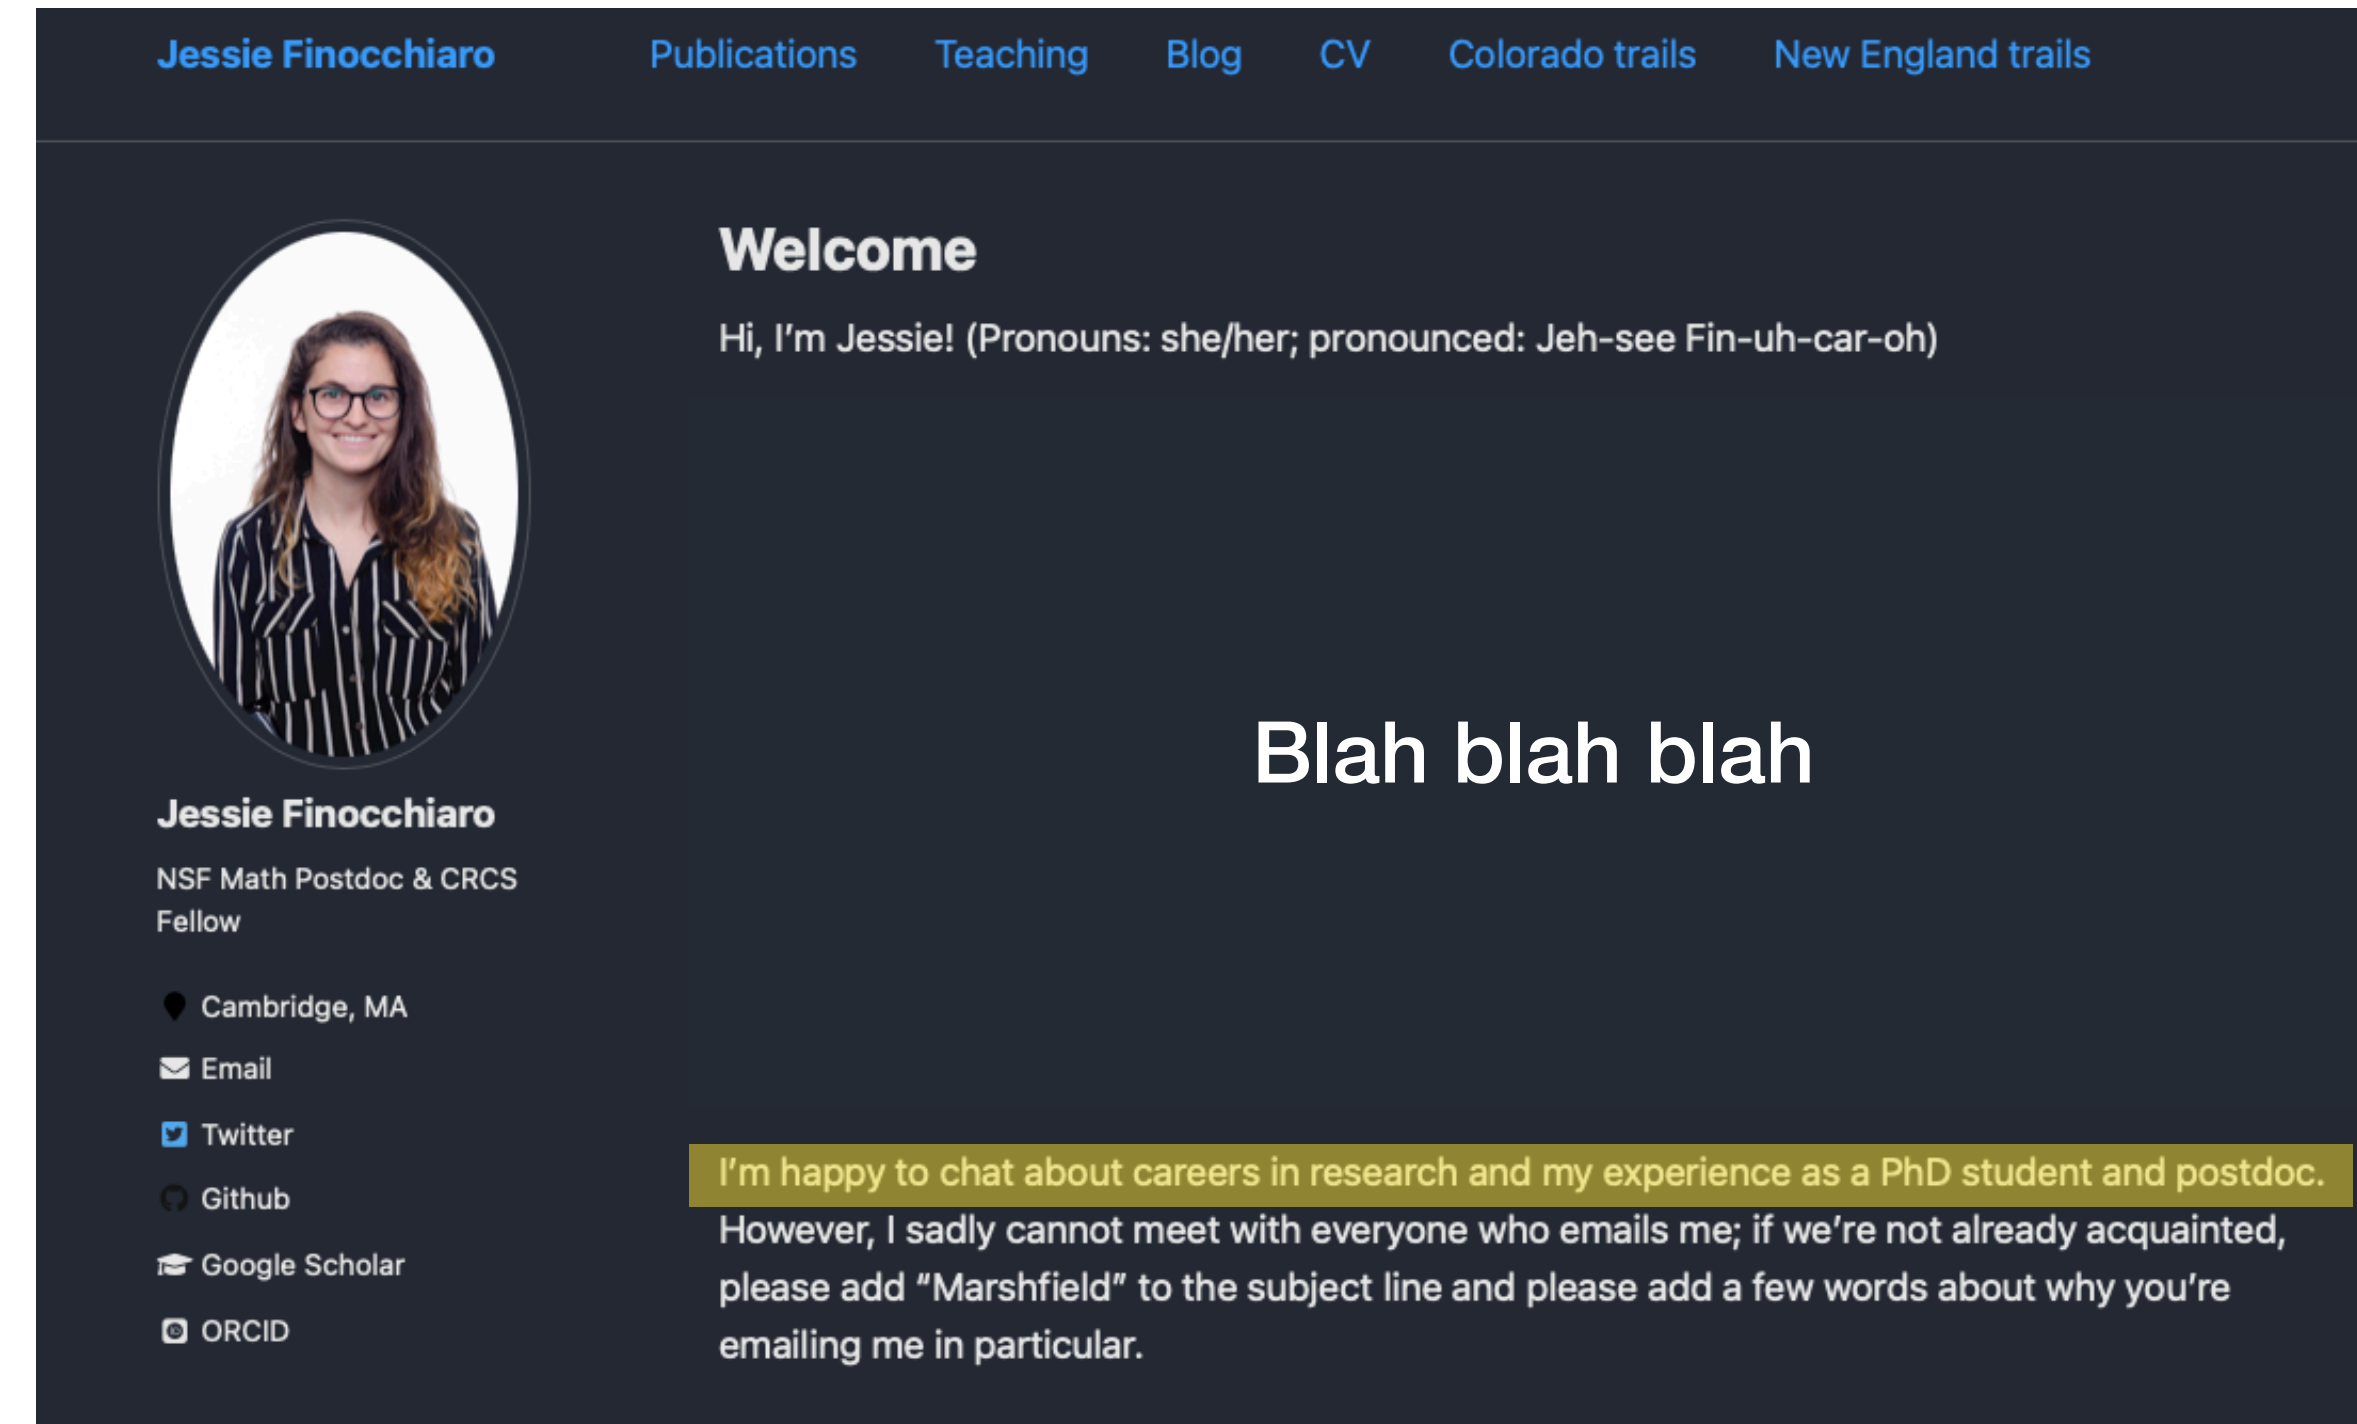 Jessie Finocchiaro Publications Teaching Blog CV Colorado trails New England trails
Jessie Finocchiaro
NSF Math Postdoc & CRCS
Fellow
Cambridge, MA
Email
Twitter
Github
Google Scholar
ORCID
Welcome
Hi, I’m Jessie! (Pronouns: she/her; pronounced: Jeh-see Fin-uh-car-oh)
Blah blah blah
I’m happy to chat about careers in research and my experience as a PhD student and postdoc.
However, I sadly cannot meet with everyone who emails me; if we’re not already acquainted,
please add “Marshfield” to the subject line and please add a few words about why you’re
emailing me in particular.